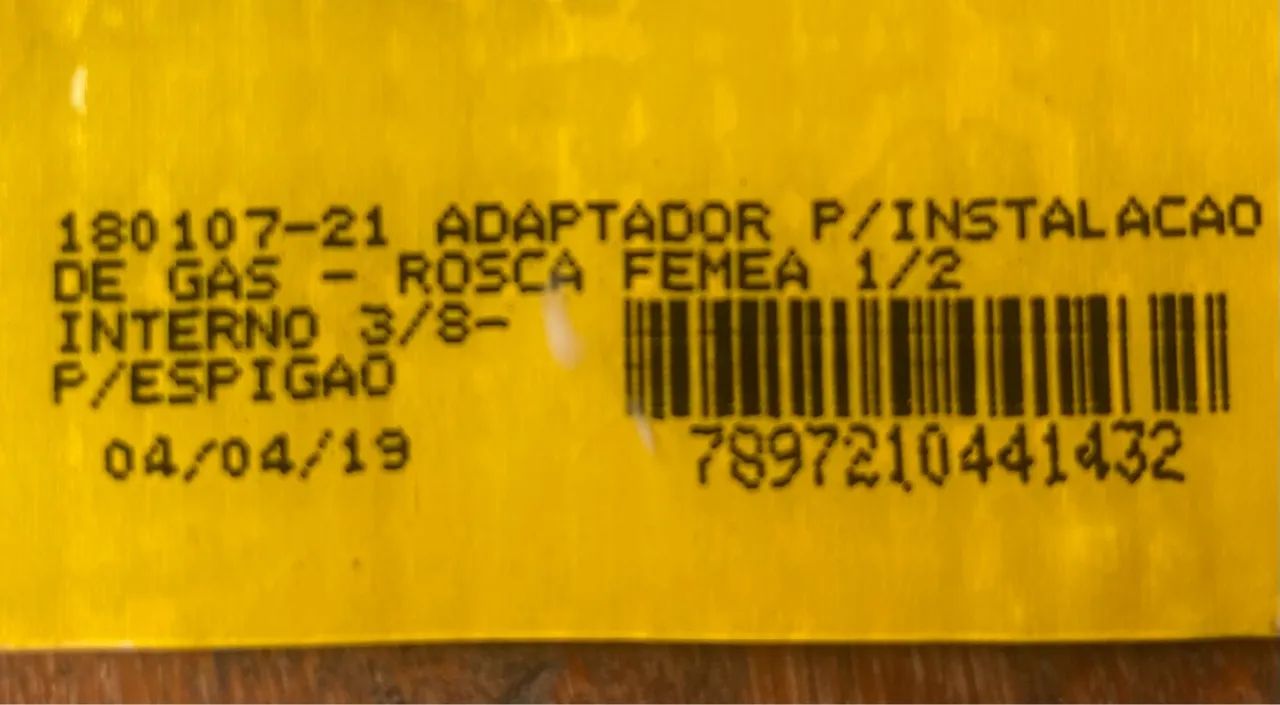 180107-21 ADAPTADOR P/INSTALACAO
DE GAS - ROSCA FEMEA 1/2
INTERNO 3/8-
P/ESPIGAO
04/04/19
7897210441432